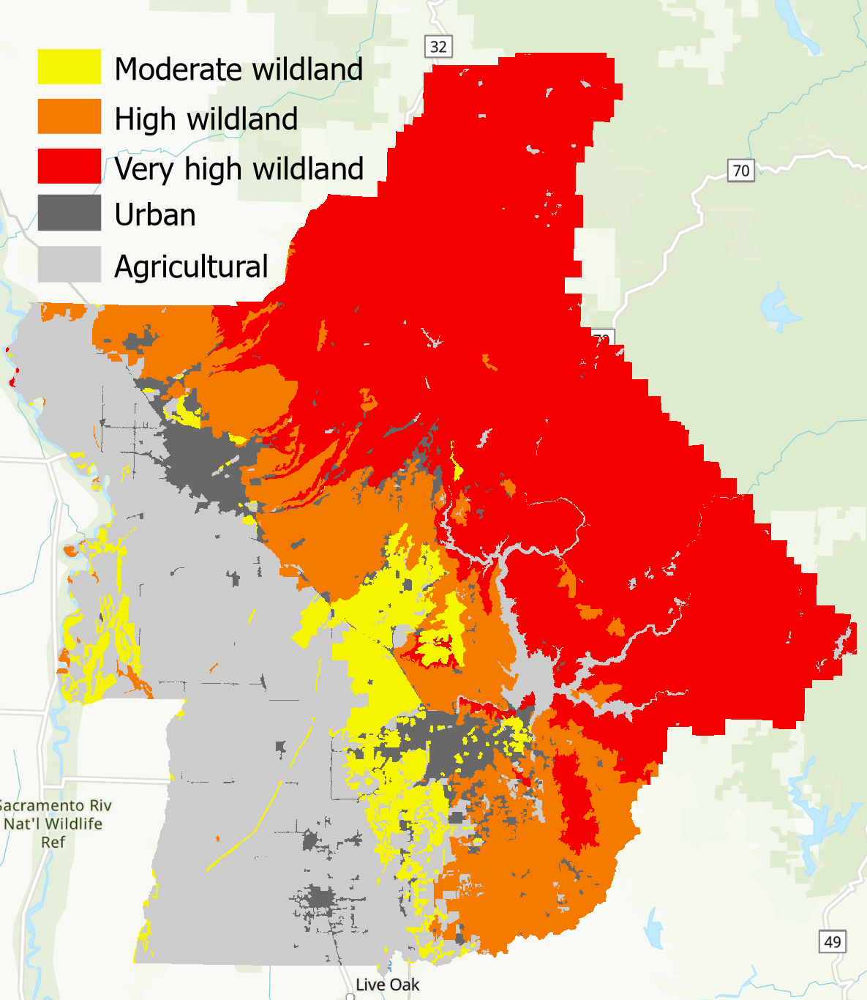 32
Moderate wildland
High wildland
Very high wildland
70
Urban
Agricultural
Sacramento Riv
Nat'l Wildlife
Ref
49
Live Oak